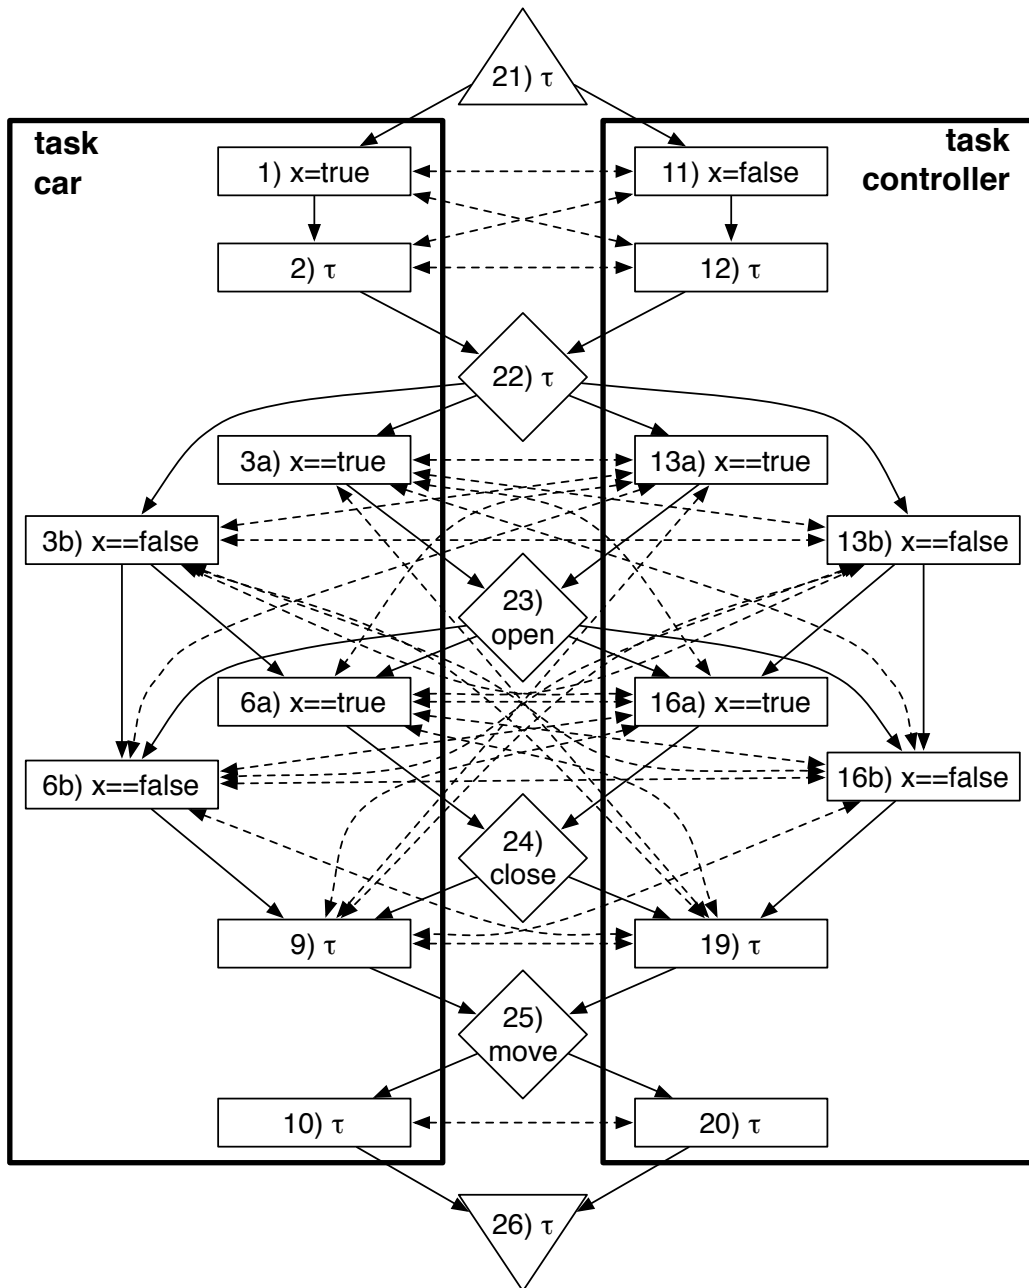 21) τ
task
car
task
controller
1) x=true
11) x=false
2) τ
12) τ
22) τ
3a) x==true
13a) x==true
3b) x==false
13b) x==false
23)
open
6a) x==true
16a) x==true
6b) x==false
16b) x==false
24)
close
9) τ
19) τ
25)
move
10) τ
20) τ
26) τ